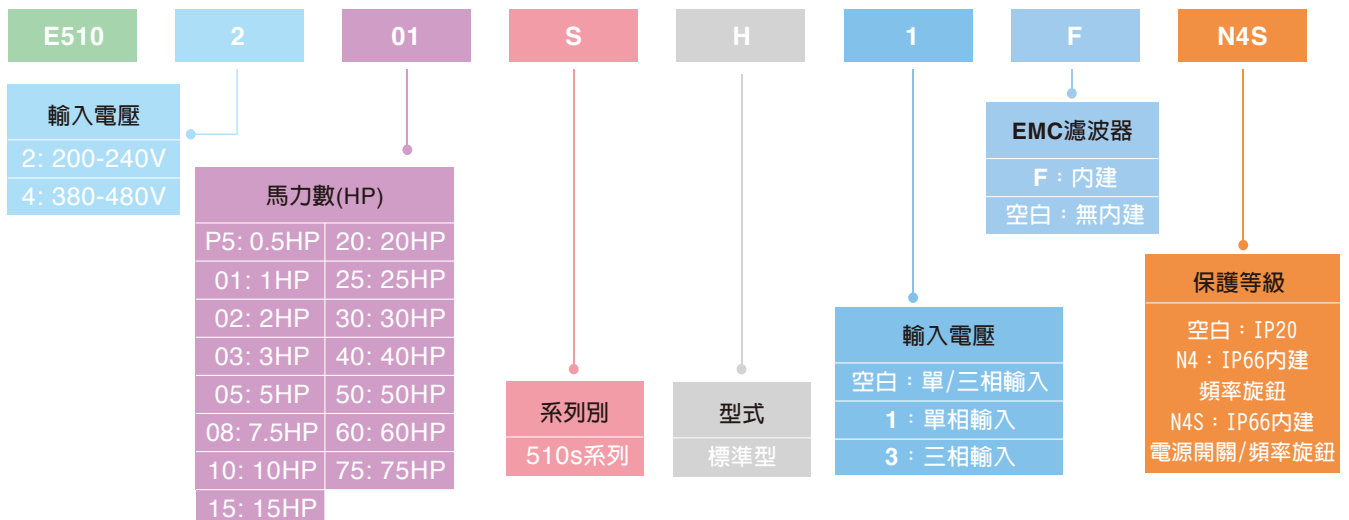 E510 2 01 S H 1 F N4S
輸入電壓
2: 200-240V
4: 380-480V
馬力數(HP)
P5: 0.5HP 20: 20HP
01: 1HP 25: 25HP
02: 2HP 30: 30HP
03: 3HP 40: 40HP
05: 5HP 50: 50HP
08: 7.5HP 60: 60HP
10: 10HP 75: 75HP
15: 15HP
系列別
510s系列
型式
標準型
輸入電壓
空白：單/三相輸入
1：單相輸入
3：三相輸入
EMC濾波器
F：内建
空白：無内建
保護等級
空白：IP20
N4：IP66内建
頻率旋鈕
N4S：IP66内建
電源開關/頻率旋鈕